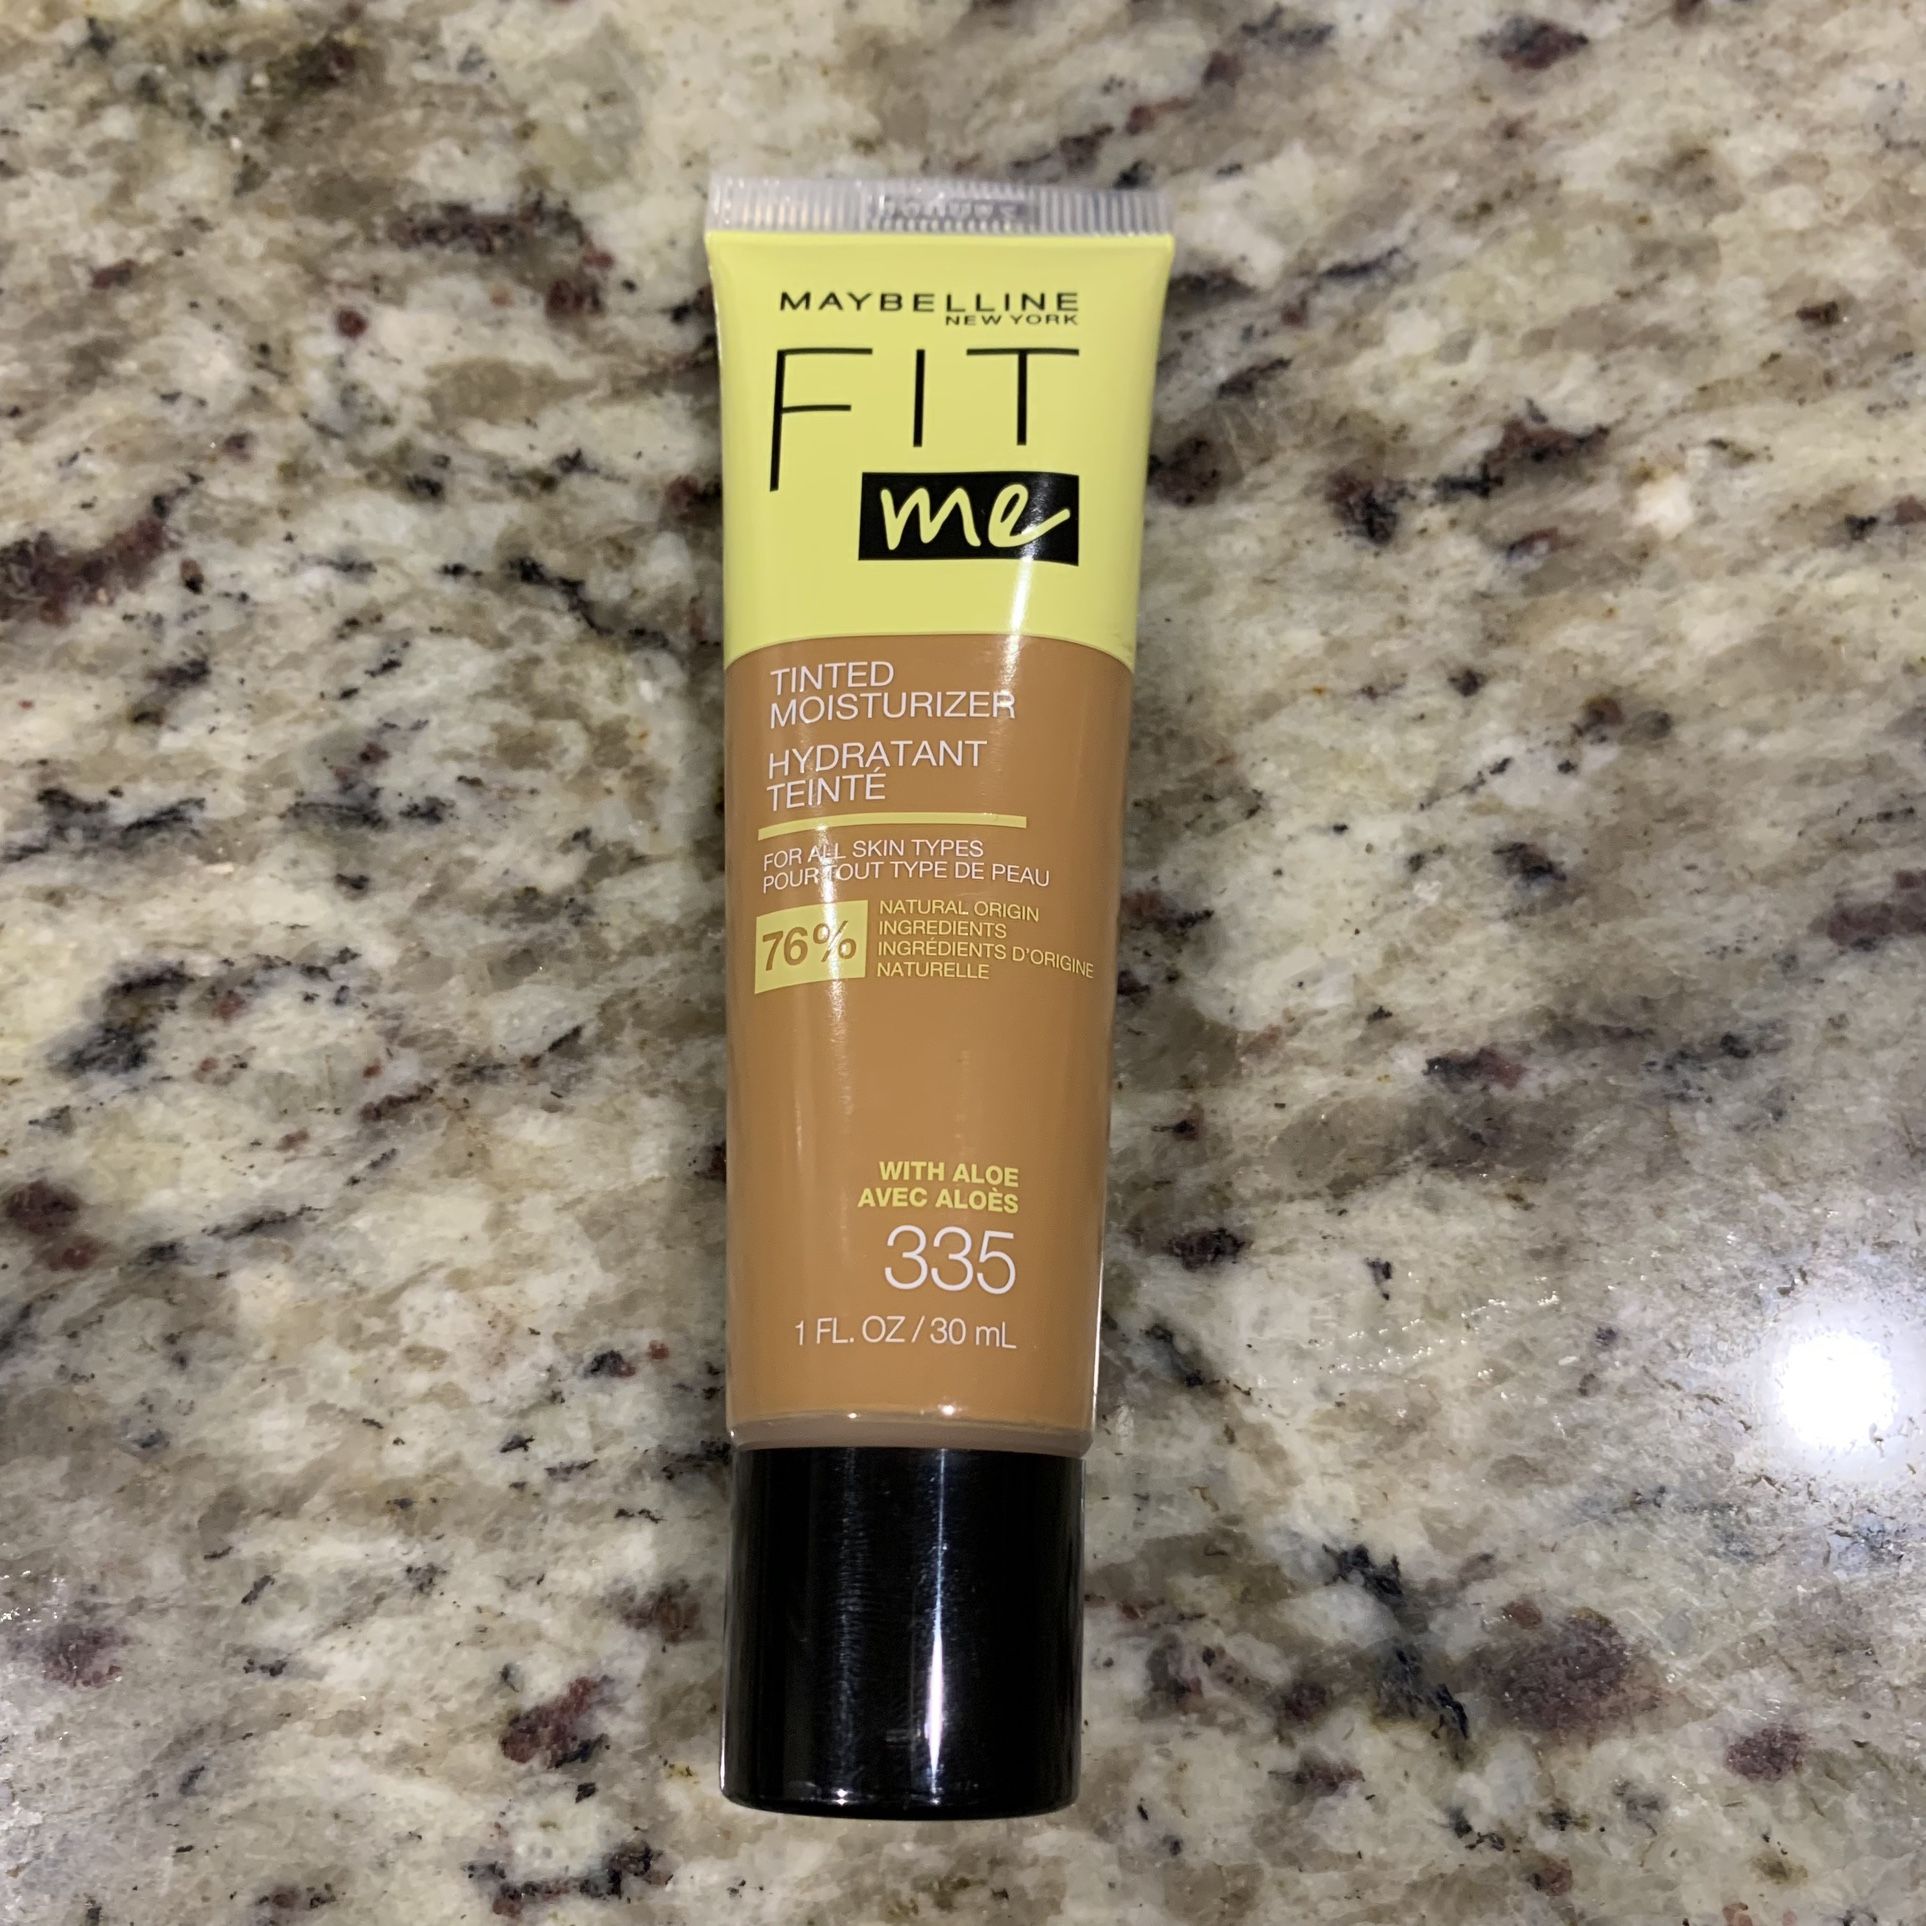 MAYBELLINE
NEW YORK
FIT
me
TINTED
MOISTURIZER
HYDRATANT
TEINTÉ
FOR ALL SKIN TYPES
POUR TOUT TYPE DE PEAU
76%
NATURAL ORIGIN
INGREDIENTS
INGRÉDIENTS D'ORIGINE
NATURELLE
WITH ALOE
AVEC ALOÈS
335
1 FL. OZ / 30 mL